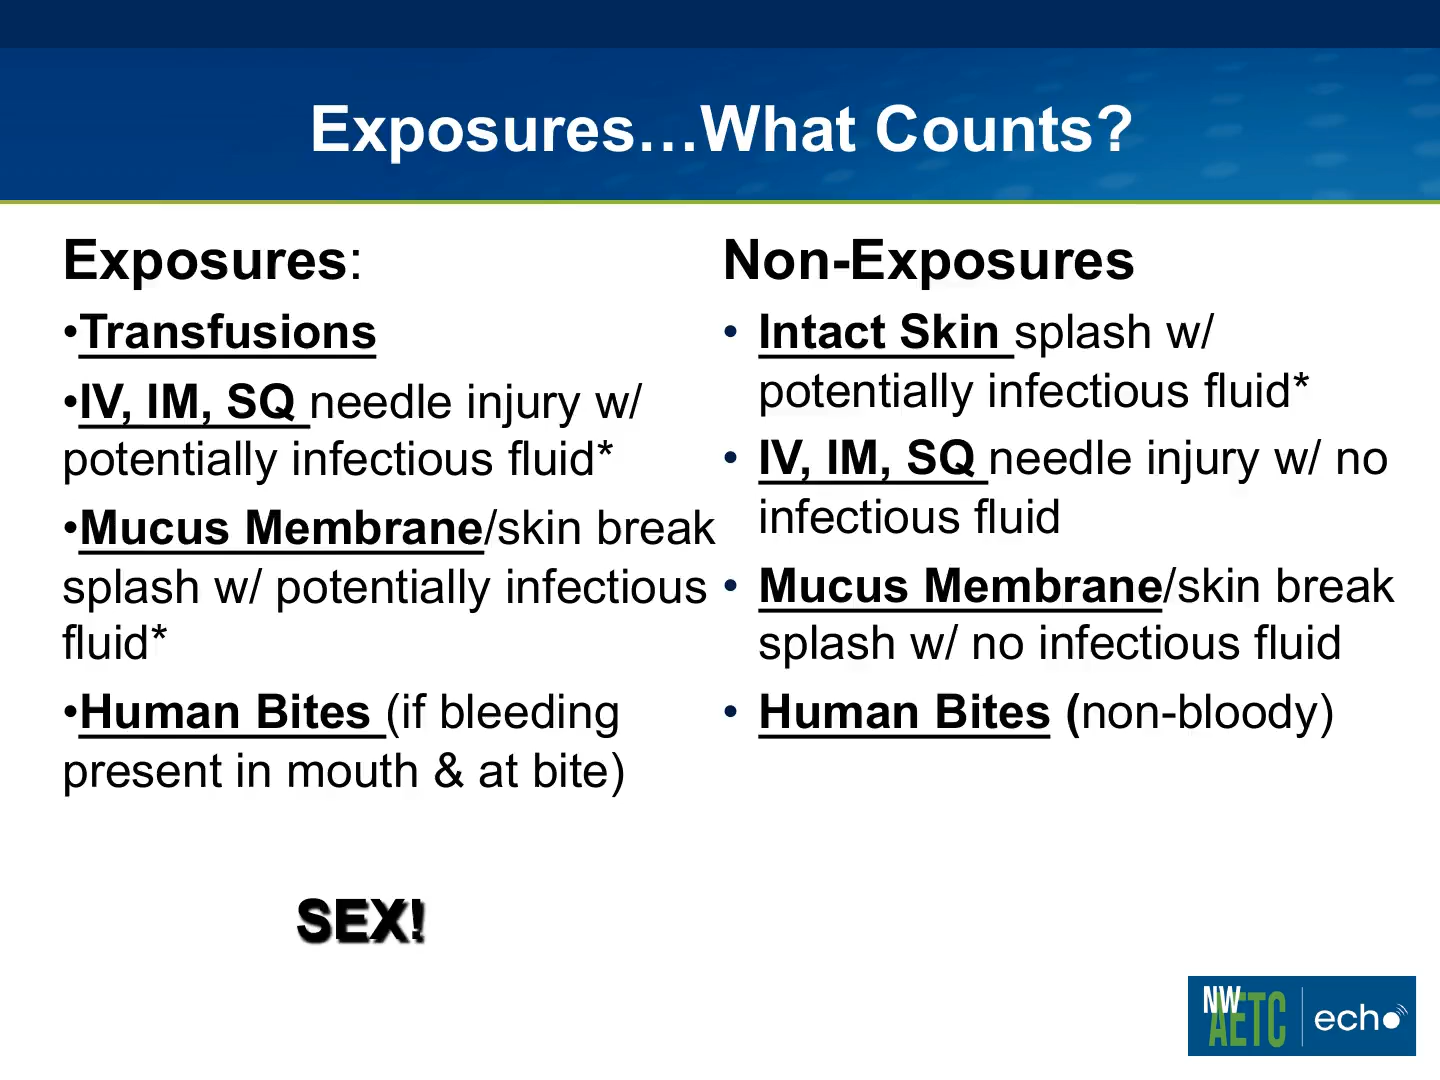 Exposures…What Counts?
Exposures:
•Transfusions
•IV, IM, SQ needle injury w/
potentially infectious fluid*
•Mucus Membrane/skin break
splash w/ potentially infectious
fluid*
•Human Bites (if bleeding
present in mouth & at bite)
SEX!
Non-Exposures
• Intact Skin splash w/
potentially infectious fluid*
• IV, IM, SQ needle injury w/ no
infectious fluid
• Mucus Membrane/skin break
splash w/ no infectious fluid
• Human Bites (non-bloody)
NW
AETC
echo